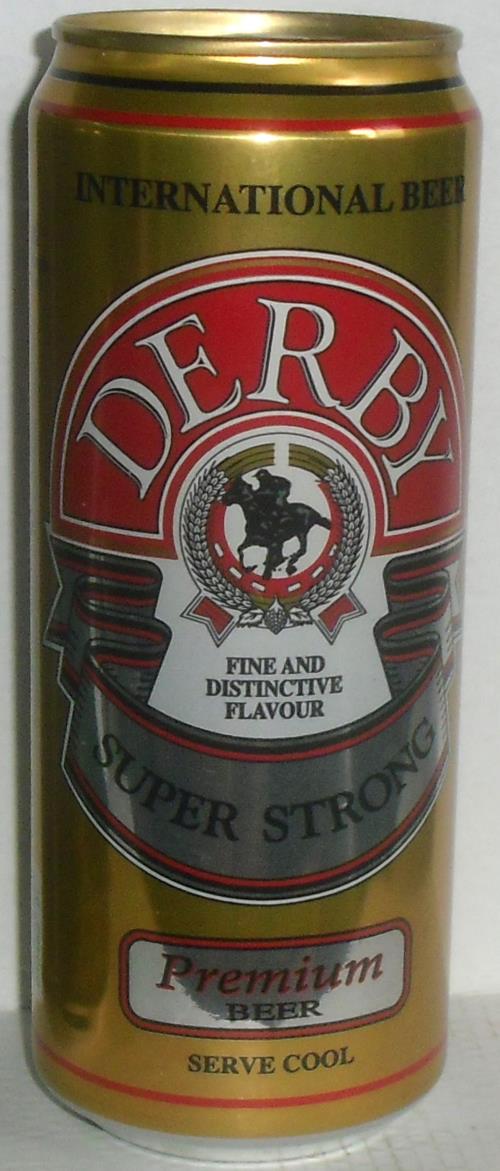 INTERNATIONAL BEER
DERBY
FINE AND
DISTINCTIVE
FLAVOUR
SUPER STRONG
Premium
BEER
SERVE COOL